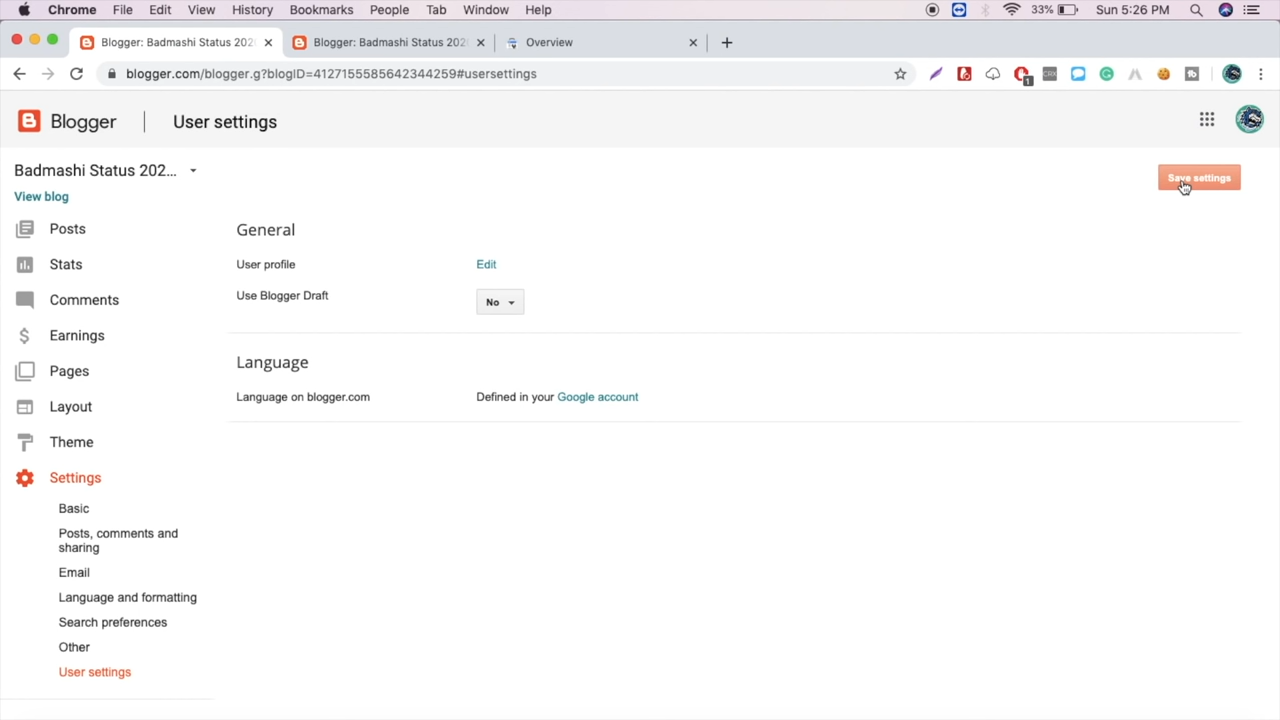 Chrome File Edit View History Bookmarks People Tab Window Help 33% Sun 5:26 PM
Blogger: Badmashi Status 202 Blogger: Badmashi Status 202 Overview
blogger.com/blogger.g?blogID=4127155585642344259#usersettings
CRX 1
Blogger User settings
Badmashi Status 202... Save settings
View blog
Posts
General
Stats
User profile Edit
Use Blogger Draft No
Comments
Earnings
Language
Pages
Language on blogger.com Defined in your Google account
Layout
Theme
Settings
Basic
Posts, comments and
sharing
Email
Language and formatting
Search preferences
Other
User settings